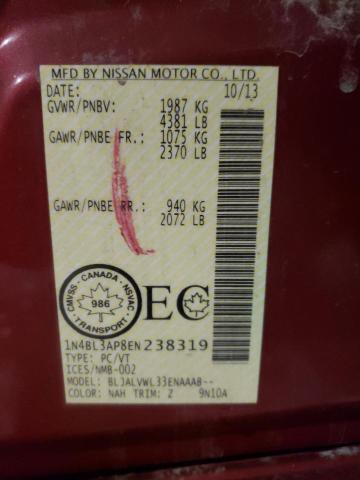 MFD BY NISSAN MOTOR CO., LTD.
DATE: 10/13
GVWR/PNBV: 1987 KG
4381 LB
GAWR/PNBE FR.: 1075 KG
2370 LB
GAWR/PNBE RR.: 940 KG
2072 LB
CMVSS - CANADA - NSVAC
986
TRANSPORT
EC
1N4BL3AP8EN238319
TYPE: PC/VT
ICES/NMB-002
MODEL: BLJALVWL33ENAAAB--
COLOR: NAH TRIM: Z 9N10A